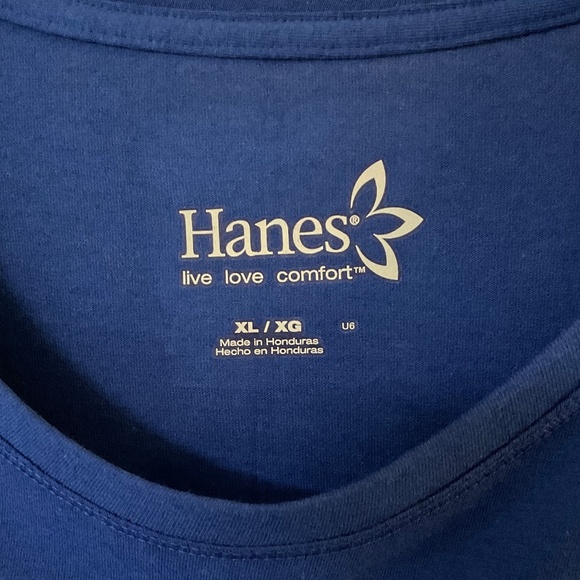 Hanes®
live love comfort™
XL / XG U6
Made in Honduras
Hecho en Honduras